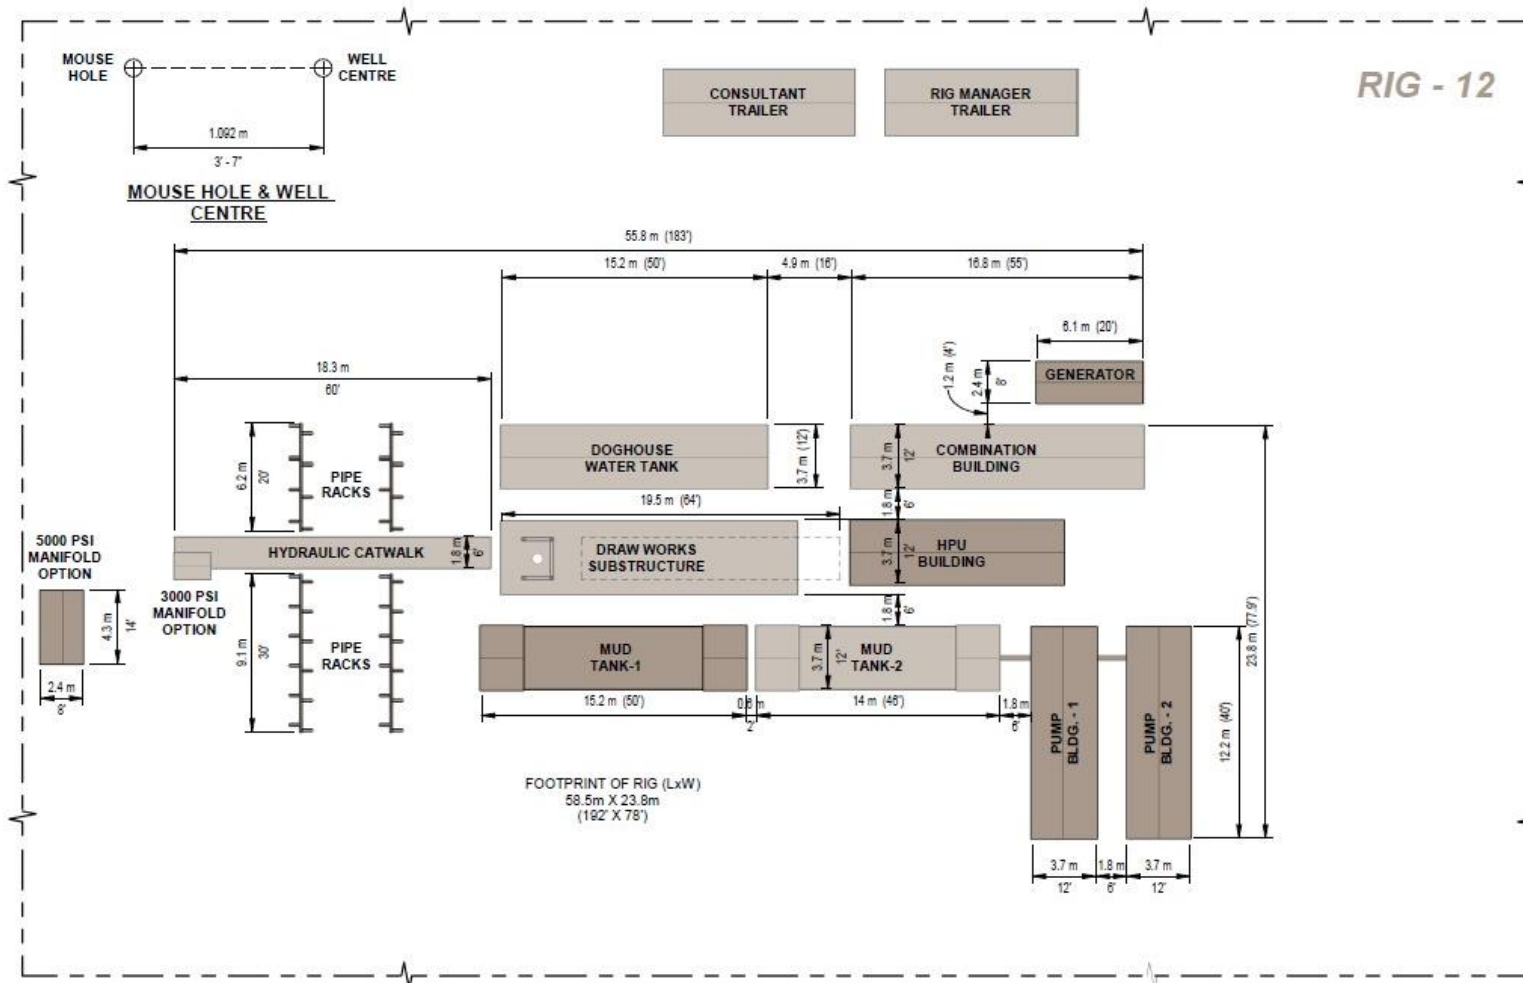 MOUSE
HOLE
WELL
CENTRE
1.092 m
3' - 7"
MOUSE HOLE & WELL
CENTRE
CONSULTANT
TRAILER
RIG MANAGER
TRAILER
RIG - 12
55.8 m (183')
15.2 m (50')
4.9 m (16')
16.8 m (55')
6.1 m (20')
1.2 m (4')
2.4 m
8'
GENERATOR
18.3 m
60'
6.2 m
20'
PIPE
RACKS
DOGHOUSE
WATER TANK
3.7 m (12')
3.7 m
12'
COMBINATION
BUILDING
19.5 m (64')
1.8 m
6'
5000 PSI
MANIFOLD
OPTION
HYDRAULIC CATWALK
1.8 m
6'
DRAW WORKS
SUBSTRUCTURE
3.7 m
12'
HPU
BUILDING
3000 PSI
MANIFOLD
OPTION
4.3 m
14'
2.4 m
8'
9.1 m
30'
PIPE
RACKS
1.8 m
6'
MUD
TANK-1
3.7 m
12'
MUD
TANK-2
15.2 m (50')
0.6 m
2'
14 m (46')
1.8 m
6'
PUMP
BLDG. - 1
PUMP
BLDG. - 2
12.2 m (40')
23.8 m (77.9')
FOOTPRINT OF RIG (LxW)
58.5m X 23.8m
(192' X 78')
3.7 m
12'
1.8 m
6'
3.7 m
12'